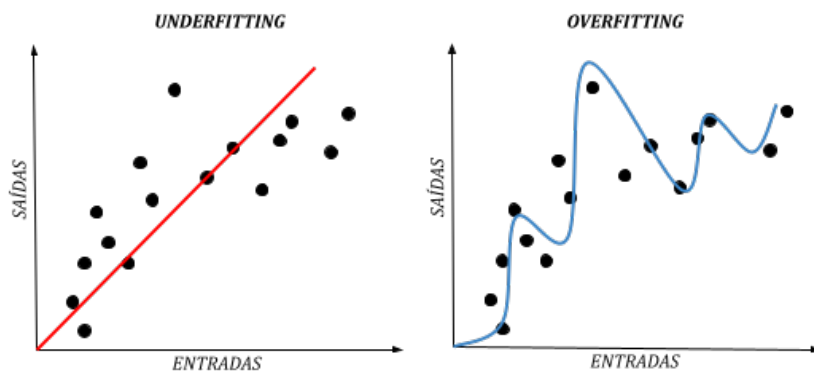 UNDERFITTING
SAÍDAS
ENTRADAS
OVERFITTING
SAÍDAS
ENTRADAS